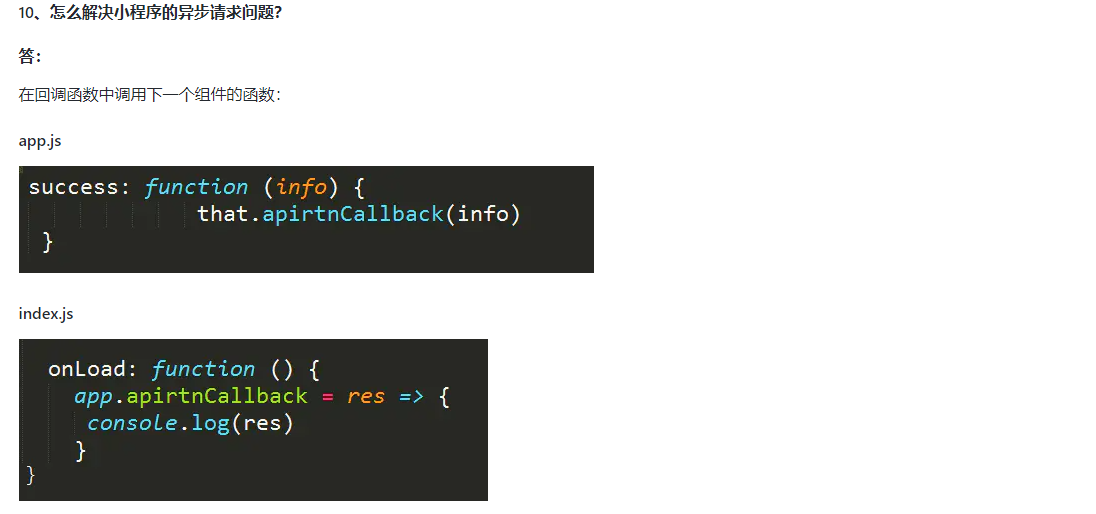 10、怎么解决小程序的异步请求问题?
答：
在回调函数中调用下一个组件的函数：
app.js
success: function (info) {
that.apirtnCallback(info)
}
index.js
onLoad: function () {
app.apirtnCallback = res => {
console.log(res)
}
}